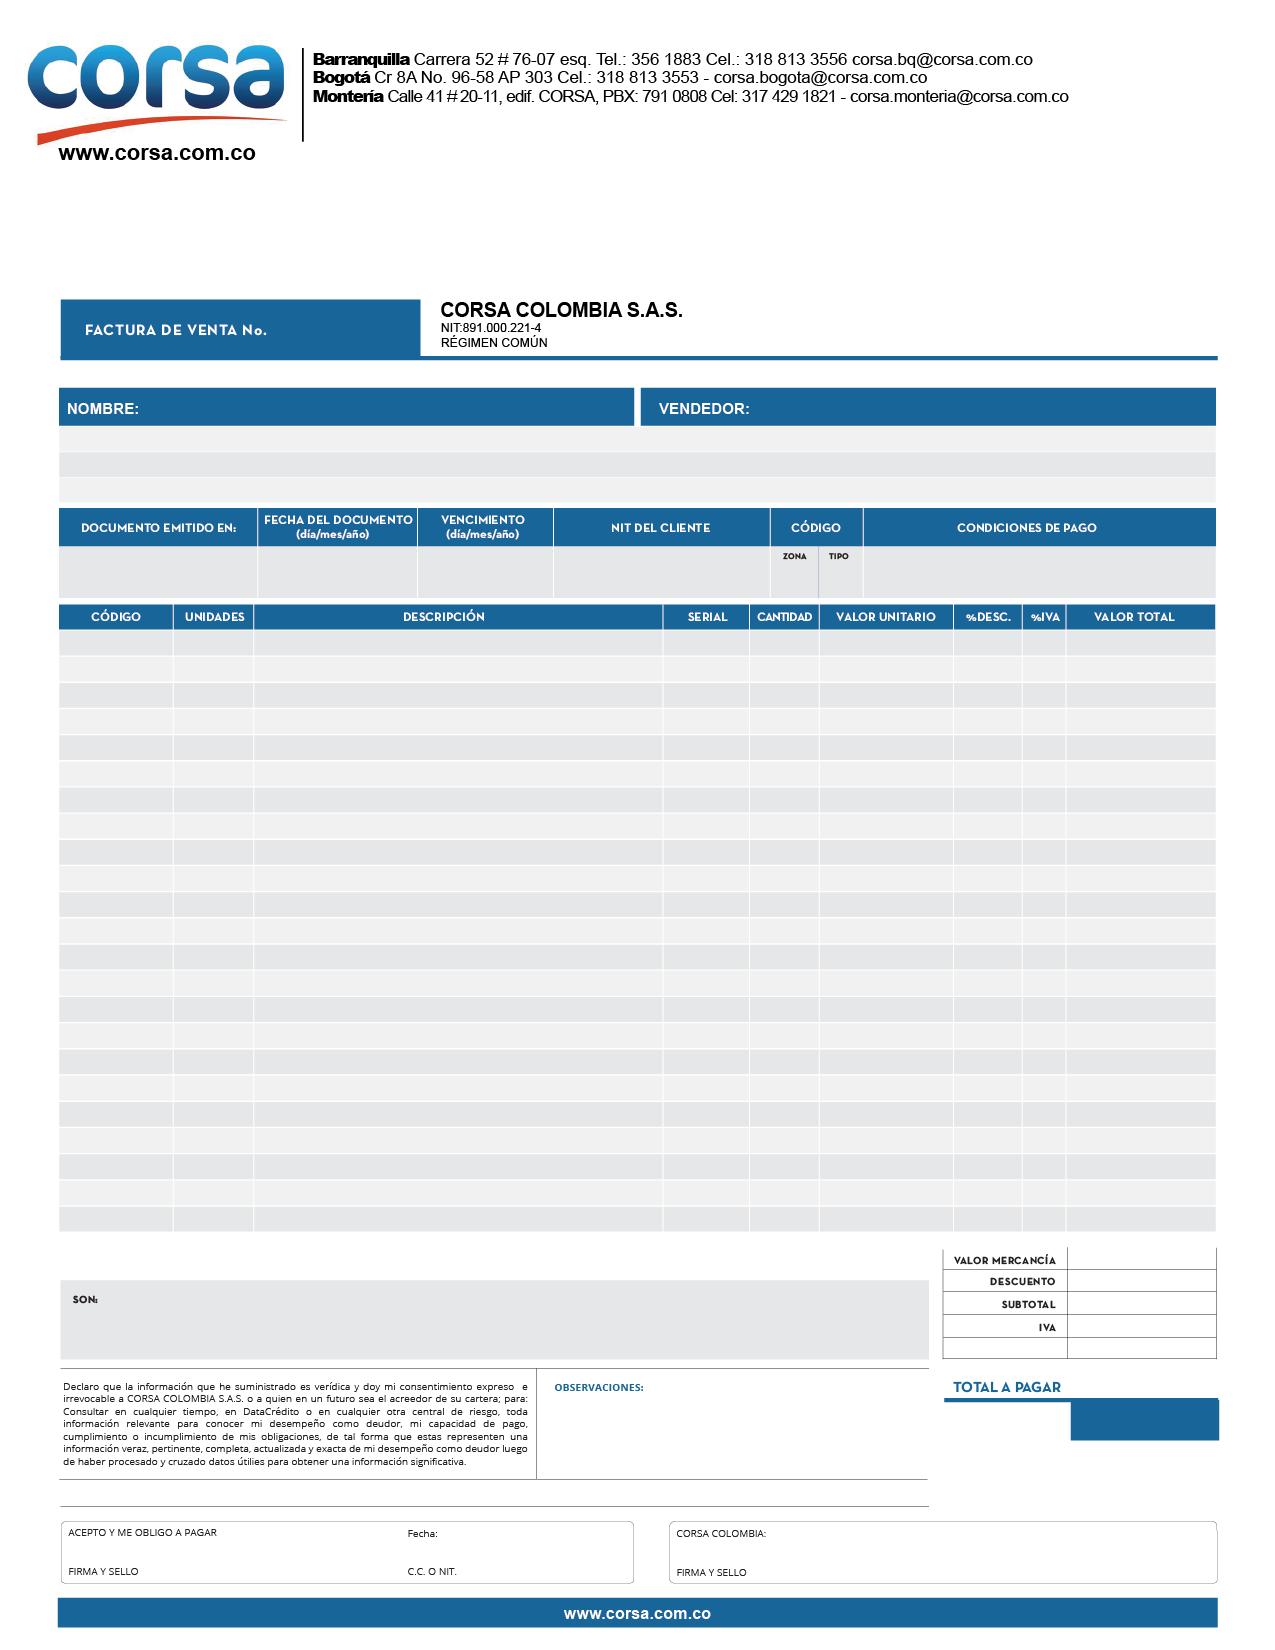 corsa
www.corsa.com.co
Barranquilla Carrera 52 # 76-07 esq. Tel.: 356 1883 Cel.: 318 813 3556 corsa.bq@corsa.com.co
Bogotá Cr 8A No. 96-58 AP 303 Cel.: 318 813 3553 - corsa.bogota@corsa.com.co
Montería Calle 41 # 20-11, edif. CORSA, PBX: 791 0808 Cel: 317 429 1821 - corsa.monteria@corsa.com.co
FACTURA DE VENTA No.
CORSA COLOMBIA S.A.S.
NIT:891.000.221-4
RÉGIMEN COMÚN
NOMBRE: VENDEDOR:
DOCUMENTO EMITIDO EN: FECHA DEL DOCUMENTO (día/mes/año) VENCIMIENTO (día/mes/año) NIT DEL CLIENTE CÓDIGO CONDICIONES DE PAGO
ZONA TIPO
CÓDIGO UNIDADES DESCRIPCIÓN SERIAL CANTIDAD VALOR UNITARIO %DESC. %IVA VALOR TOTAL
VALOR MERCANCÍA
DESCUENTO
SUBTOTAL
IVA
SON:
Declaro que la información que he suministrado es verídica y doy mi consentimiento expreso e
irrevocable a CORSA COLOMBIA S.A.S. o a quien en un futuro sea el acreedor de su cartera; para:
Consultar en cualquier tiempo, en DataCrédito o en cualquier otra central de riesgo, toda
información relevante para conocer mi desempeño como deudor, mi capacidad de pago,
cumplimiento o incumplimiento de mis obligaciones, de tal forma que estas representen una
información veraz, pertinente, completa, actualizada y exacta de mi desempeño como deudor luego
de haber procesado y cruzado datos útilies para obtener una información significativa.
OBSERVACIONES:
TOTAL A PAGAR
ACEPTO Y ME OBLIGO A PAGAR Fecha:
FIRMA Y SELLO C.C. O NIT.
CORSA COLOMBIA:
FIRMA Y SELLO
www.corsa.com.co